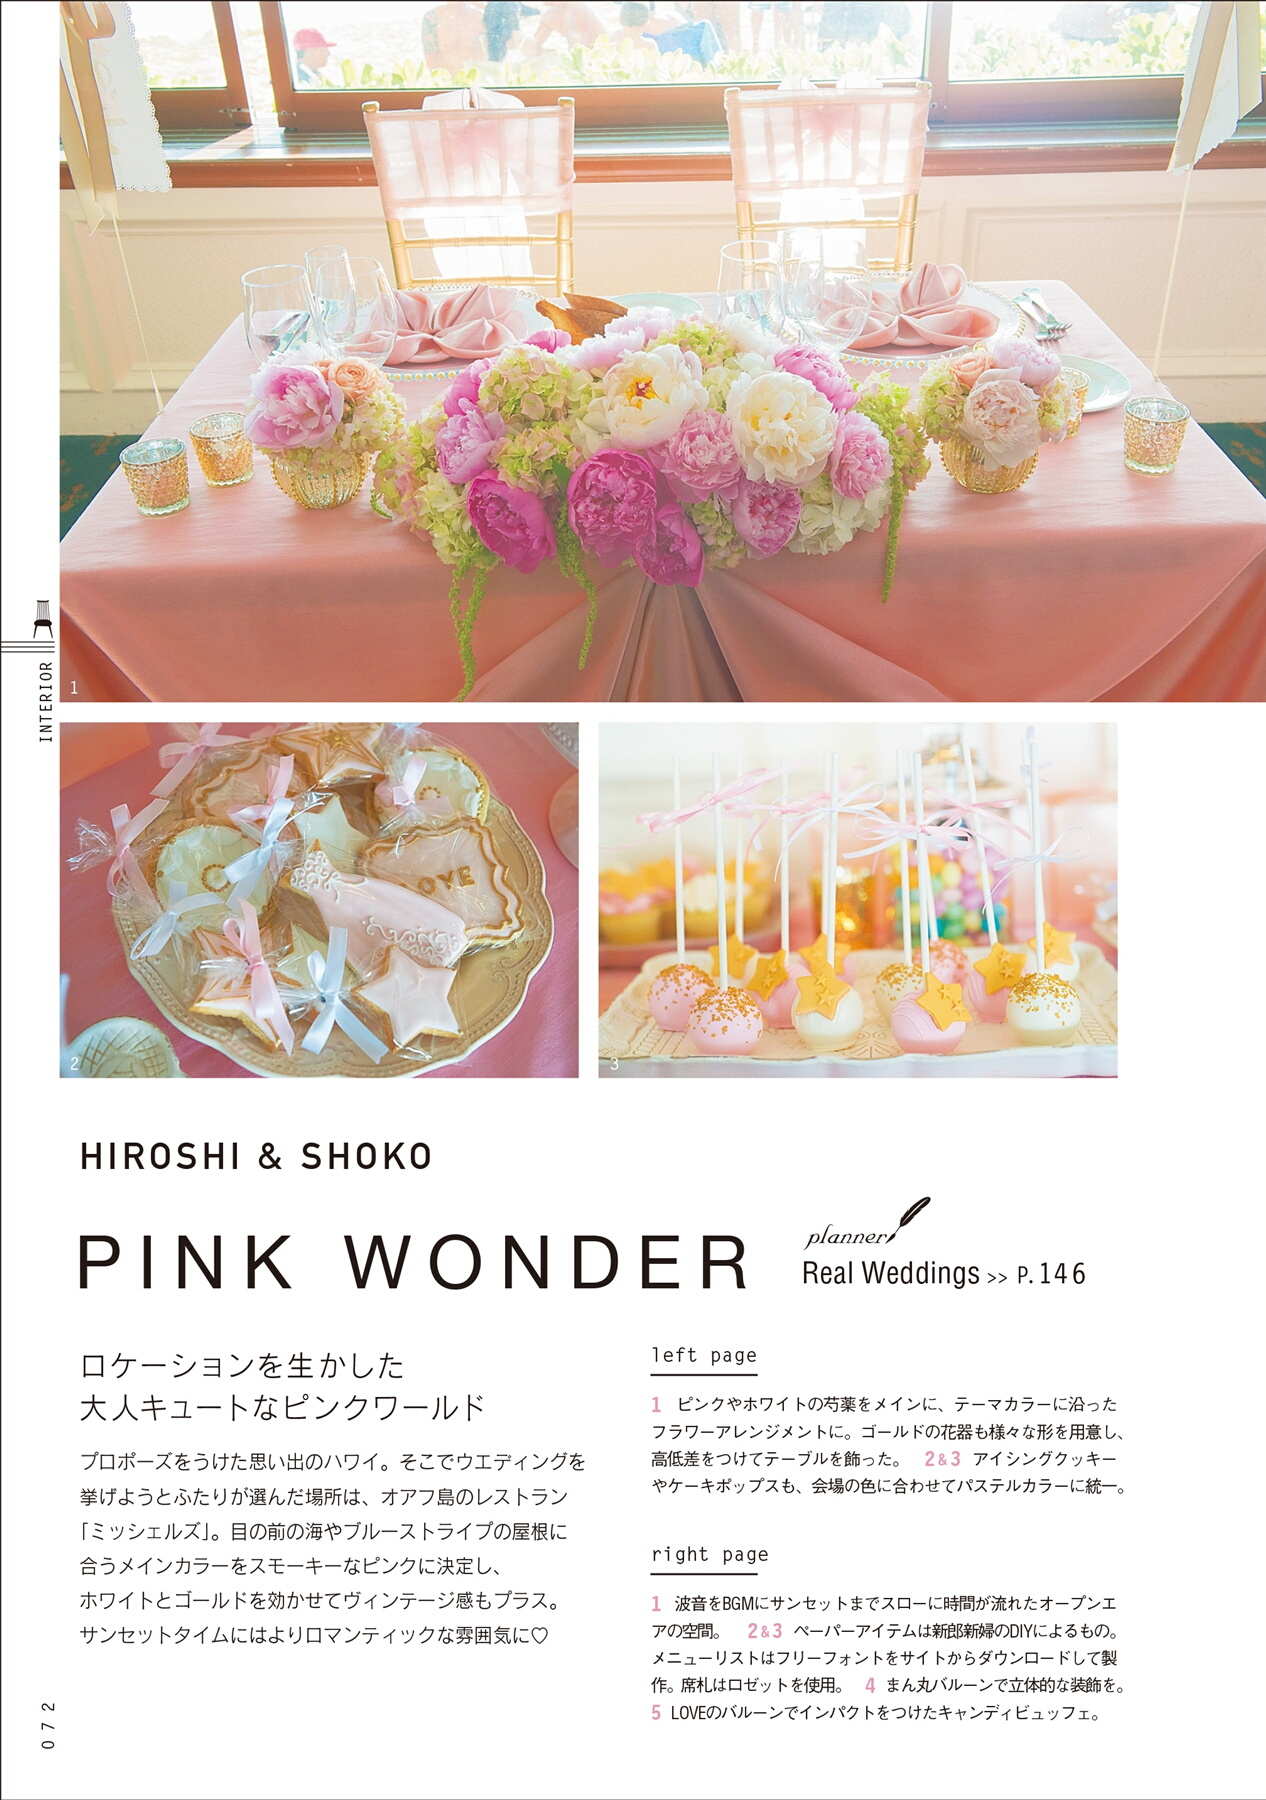 1
INTERIOR
LOVE
2
3
HIROSHI & SHOKO
PINK WONDER
planner
Real Weddings >> P.146
ロケーションを生かした
大人キュートなピンクワールド
プロポーズをうけた思い出のハワイ。そこでウエディングを
挙げようとふたりが選んだ場所は、オアフ島のレストラン
「ミッシェルズ」。目の前の海やブルーストライプの屋根に
合うメインカラーをスモーキーなピンクに決定し、
ホワイトとゴールドを効かせてヴィンテージ感もプラス。
サンセットタイムにはよりロマンティックな雰囲気に♡
left page
1 ピンクやホワイトの芍薬をメインに、テーマカラーに沿った
フラワーアレンジメントに。ゴールドの花器も様々な形を用意し、
高低差をつけてテーブルを飾った。 2&3 アイシングクッキー
やケーキポップスも、会場の色に合わせてパステルカラーに統一。
right page
1 波音をBGMにサンセットまでスローに時間が流れたオープンエ
アの空間。 2&3 ペーパーアイテムは新郎新婦のDIYによるもの。
メニューリストはフリーフォントをサイトからダウンロードして製
作。席札はロゼットを使用。 4 まん丸バルーンで立体的な装飾を。
5 LOVEのバルーンでインパクトをつけたキャンディビュッフェ。
072